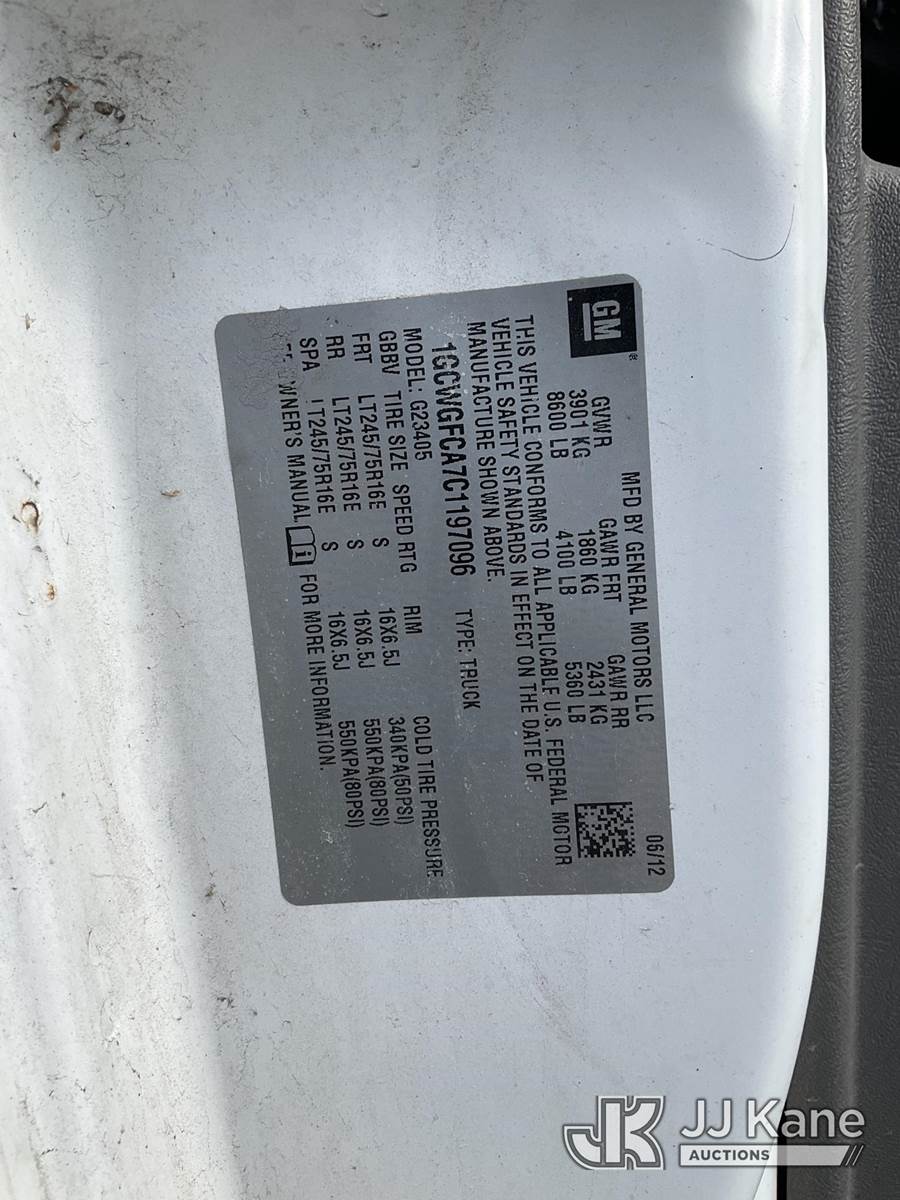 GM
MFD BY GENERAL MOTORS LLC 06/12
GVWR GAWR FRT GAWR RR
3901 KG 1860 KG 2431 KG
8600 LB 4100 LB 5360 LB
THIS VEHICLE CONFORMS TO ALL APPLICABLE U.S. FEDERAL MOTOR
VEHICLE SAFETY STANDARDS IN EFFECT ON THE DATE OF
MANUFACTURE SHOWN ABOVE.
1GCWGFCA7C1197096 TYPE: TRUCK
MODEL: G23405
GBBV TIRE SIZE SPEED RTG RIM COLD TIRE PRESSURE
FRT LT245/75R16E S 16X6.5J 340KPA(50PSI)
RR LT245/75R16E S 16X6.5J 550KPA(80PSI)
SPA LT245/75R16E S 16X6.5J 550KPA(80PSI)
OWNER'S MANUAL FOR MORE INFORMATION.
JK JJ Kane
AUCTIONS